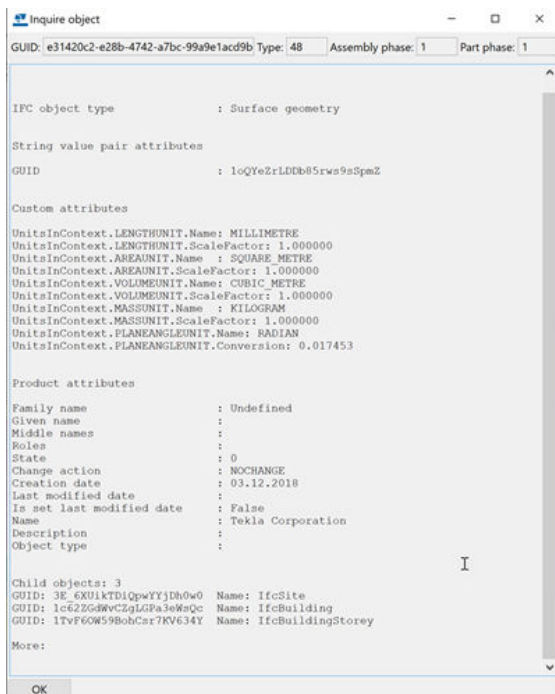 Inquire object
GUID: e31420c2-e28b-4742-a7bc-99a9e1acd9b Type: 48 Assembly phase: 1 Part phase: 1
IFC object type : Surface geometry
String value pair attributes
GUID : 1oQYeZrLDDb85rws9sSpmZ
Custom attributes
UnitsInContext.LENGTHUNIT.Name: MILLIMETRE
UnitsInContext.LENGTHUNIT.ScaleFactor: 1.000000
UnitsInContext.AREAUNIT.Name : SQUARE_METRE
UnitsInContext.AREAUNIT.ScaleFactor: 1.000000
UnitsInContext.VOLUMEUNIT.Name: CUBIC_METRE
UnitsInContext.VOLUMEUNIT.ScaleFactor: 1.000000
UnitsInContext.MASSUNIT.Name : KILOGRAM
UnitsInContext.MASSUNIT.ScaleFactor: 1.000000
UnitsInContext.PLANEANGLEUNIT.Name: RADIAN
UnitsInContext.PLANEANGLEUNIT.Conversion: 0.017453
Product attributes
Family name : Undefined
Given name :
Middle names :
Roles :
State : 0
Change action : NOCHANGE
Creation date : 03.12.2018
Last modified date :
Is set last modified date : False
Name : Tekla Corporation
Description :
Object type :
Child objects: 3
GUID: 3E_6XUikTDiQpwYYjDh0w0 Name: IfcSite
GUID: 1c62ZGdWvCZgLGPa3eWsQc Name: IfcBuilding
GUID: 1TvF6OW59BohCsr7KV634Y Name: IfcBuildingStorey
More:
OK